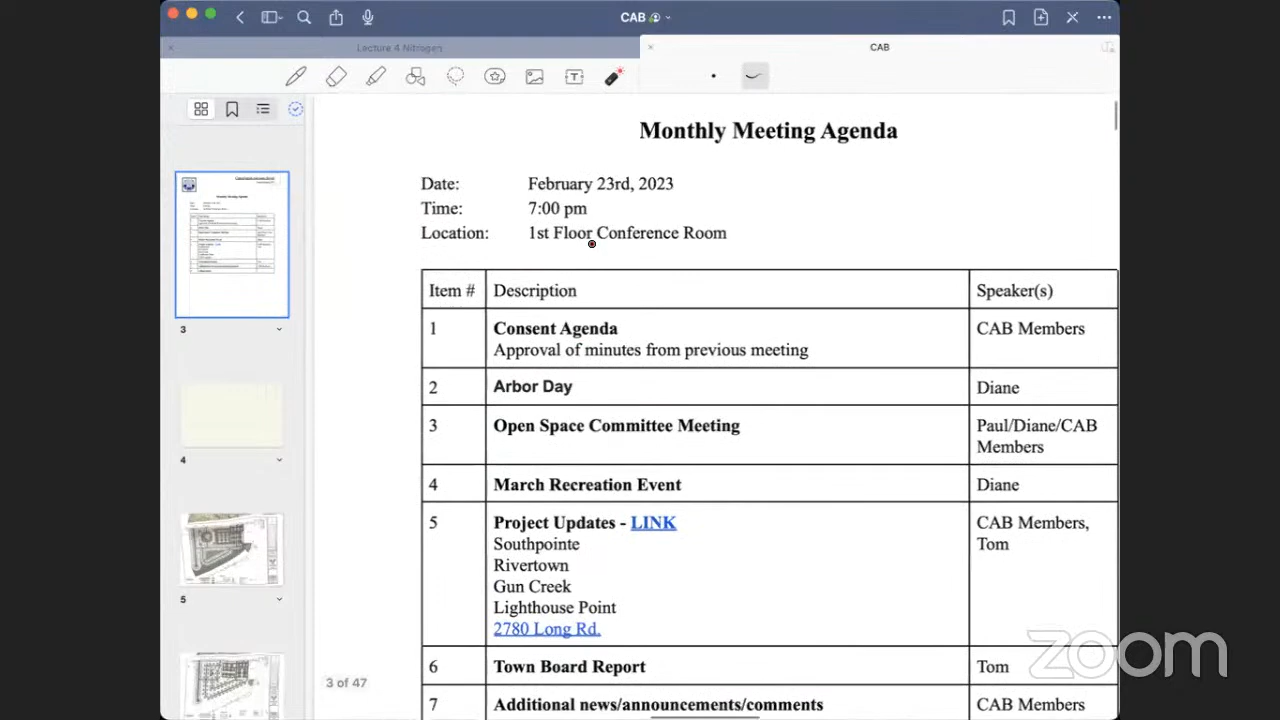 CAB
Lecture 4 Nitrogen
CAB
Monthly Meeting Agenda
Date: February 23rd, 2023
Time: 7:00 pm
Location: 1st Floor Conference Room
Item # Description Speaker(s)
1 Consent Agenda CAB Members
Approval of minutes from previous meeting
2 Arbor Day Diane
3 Open Space Committee Meeting Paul/Diane/CAB
Members
4 March Recreation Event Diane
5 Project Updates - LINK CAB Members,
Southpointe Tom
Rivertown
Gun Creek
Lighthouse Point
2780 Long Rd.
6 Town Board Report Tom
7 Additional news/announcements/comments CAB Members
3
4
5
3 of 47
zoom